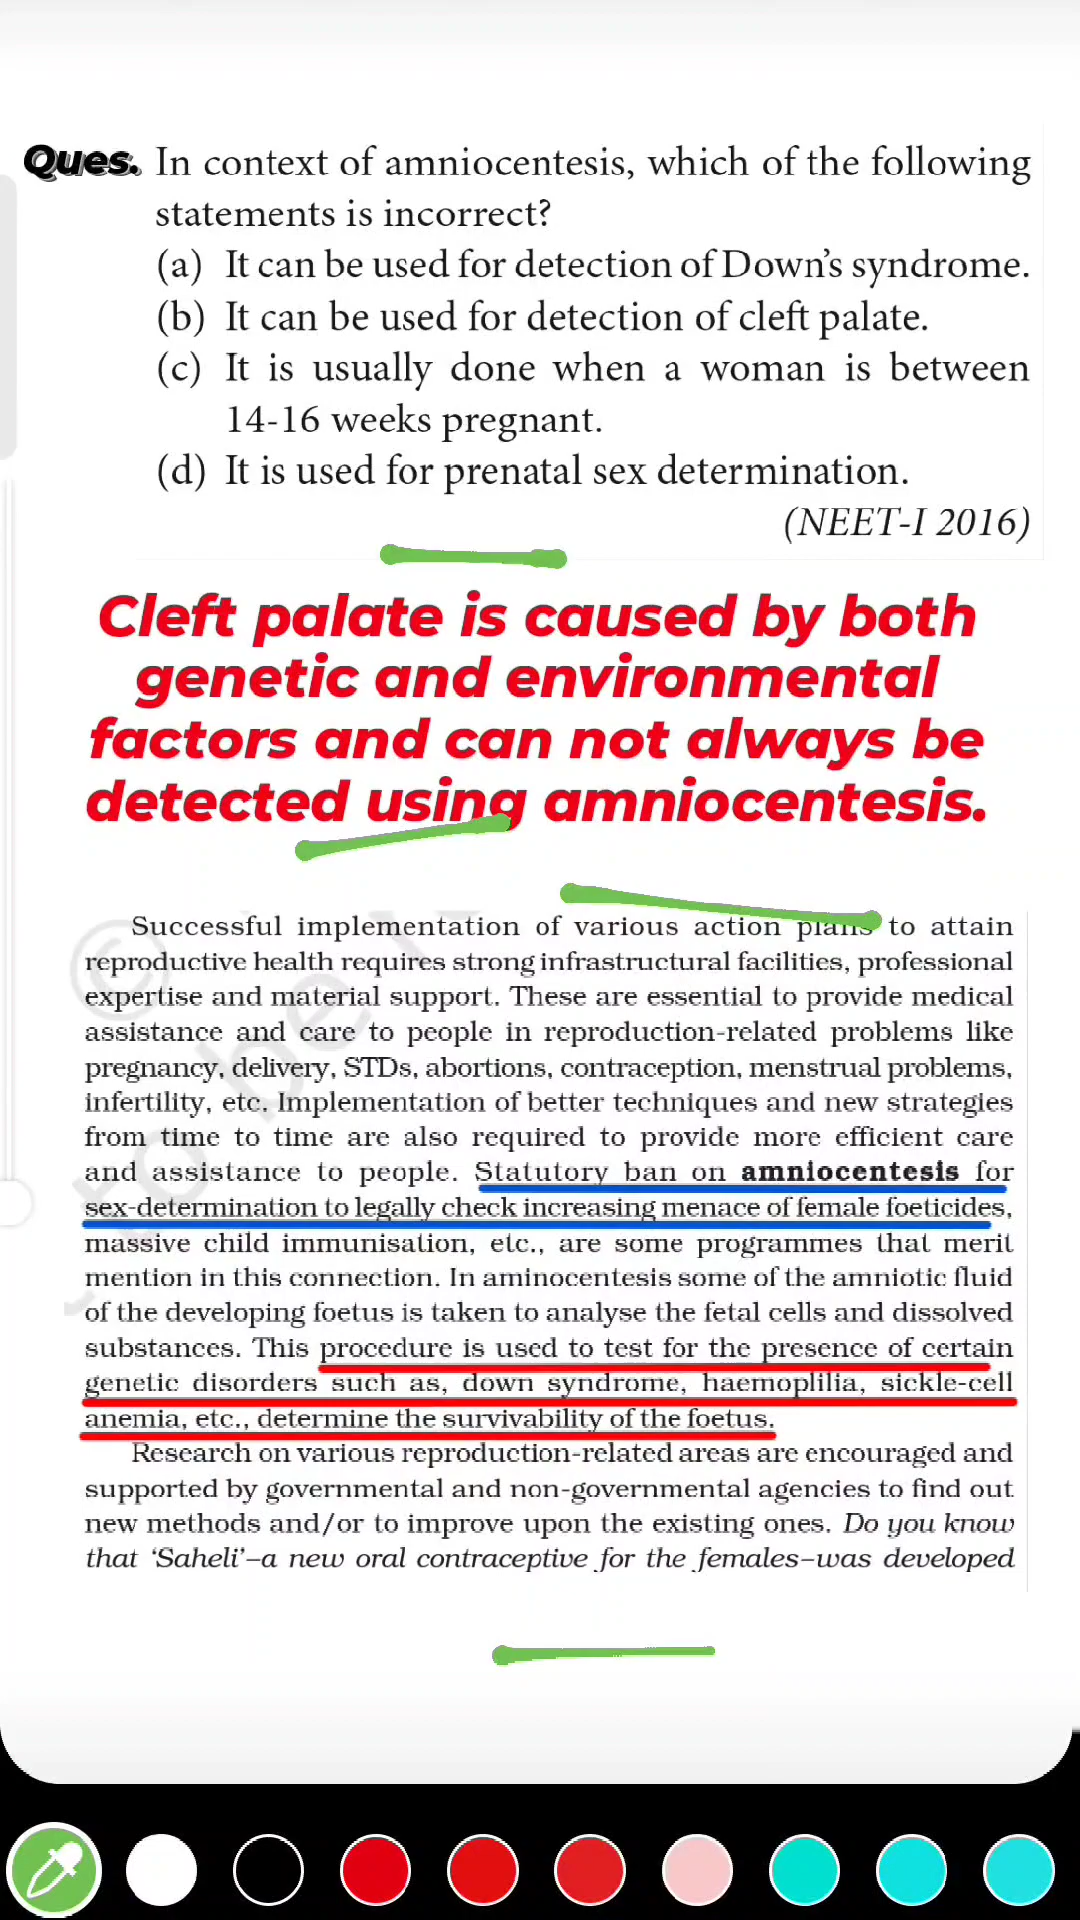 Ques. In context of amniocentesis, which of the following
statements is incorrect?
(a) It can be used for detection of Down's syndrome.
(b) It can be used for detection of cleft palate.
(c) It is usually done when a woman is between
14-16 weeks pregnant.
(d) It is used for prenatal sex determination.
(NEET-I 2016)
Cleft palate is caused by both
genetic and environmental
factors and can not always be
detected using amniocentesis.
Successful implementation of various action plans to attain
reproductive health requires strong infrastructural facilities, professional
expertise and material support. These are essential to provide medical
assistance and care to people in reproduction-related problems like
pregnancy, delivery, STDs, abortions, contraception, menstrual problems,
infertility, etc. Implementation of better techniques and new strategies
from time to time are also required to provide more efficient care
and assistance to people. Statutory ban on amniocentesis for
sex-determination to legally check increasing menace of female foeticides,
massive child immunisation, etc., are some programmes that merit
mention in this connection. In aminocentesis some of the amniotic fluid
of the developing foetus is taken to analyse the fetal cells and dissolved
substances. This procedure is used to test for the presence of certain
genetic disorders such as, down syndrome, haemoplilia, sickle-cell
anemia, etc., determine the survivability of the foetus.
Research on various reproduction-related areas are encouraged and
supported by governmental and non-governmental agencies to find out
new methods and/or to improve upon the existing ones. Do you know
that 'Saheli'–a new oral contraceptive for the females–was developed
©
to be